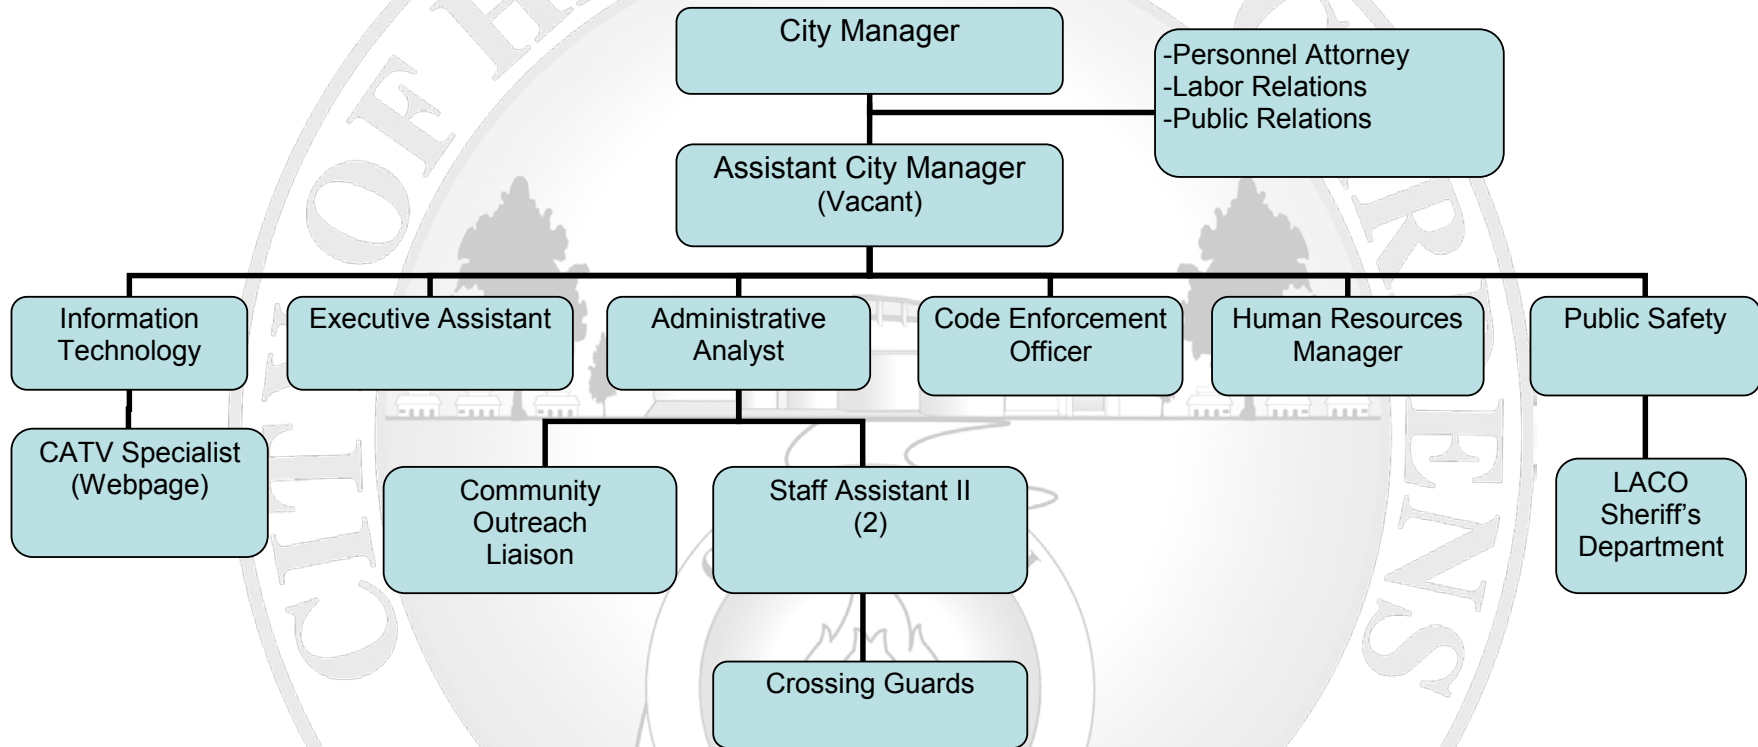 City Manager
-Personnel Attorney
-Labor Relations
-Public Relations
Assistant City Manager
(Vacant)
Information
Technology
Executive Assistant
Administrative
Analyst
Code Enforcement
Officer
Human Resources
Manager
Public Safety
CATV Specialist
(Webpage)
Community
Outreach
Liaison
Staff Assistant II
(2)
LACO
Sheriff’s
Department
Crossing Guards